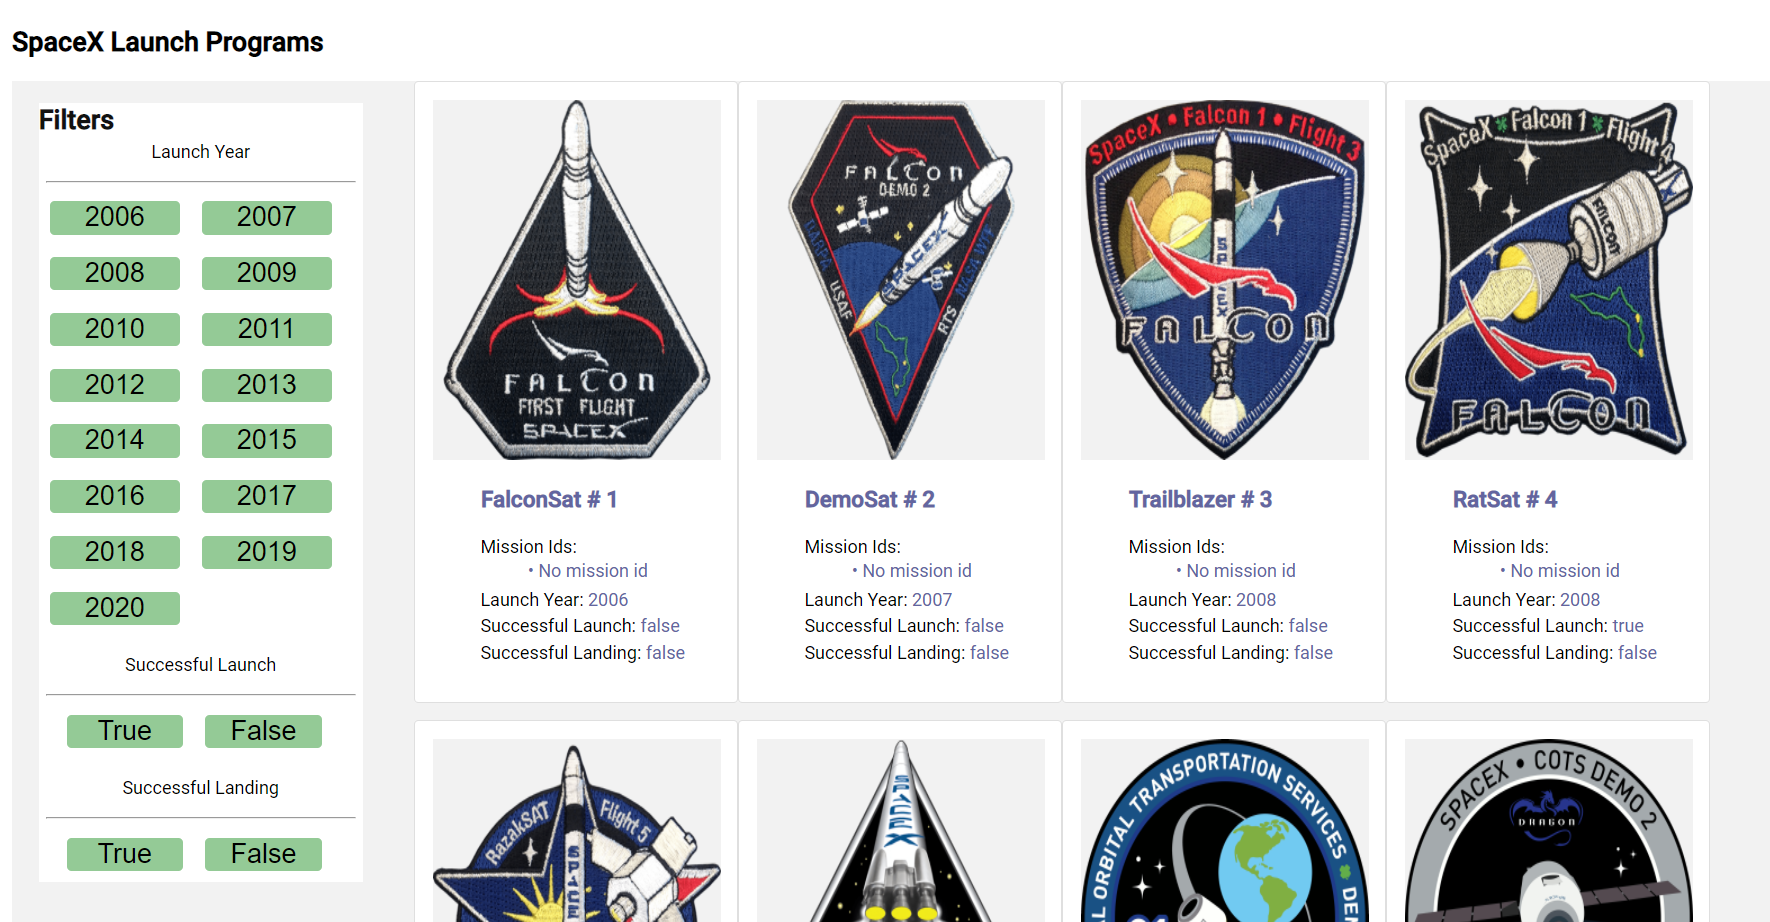 SpaceX Launch Programs
Filters
Launch Year
2006
2007
2008
2009
2010
2011
2012
2013
2014
2015
2016
2017
2018
2019
2020
Successful Launch
True
False
Successful Landing
True
False
FALCON
FIRST FLIGHT
SPACEX
FalconSat # 1
Mission Ids:
• No mission id
Launch Year: 2006
Successful Launch: false
Successful Landing: false
FALCON
DEMO 2
SPACEX
DARPA USAF
RTS
DemoSat # 2
Mission Ids:
• No mission id
Launch Year: 2007
Successful Launch: false
Successful Landing: false
SpaceX • Falcon 1 • Flight 3
SPACEX
FALCON
Trailblazer # 3
Mission Ids:
• No mission id
Launch Year: 2008
Successful Launch: false
Successful Landing: false
SpaceX Falcon 1 Flight 4
FALCON
FALCON
RatSat # 4
Mission Ids:
• No mission id
Launch Year: 2008
Successful Launch: true
Successful Landing: false
RazakSAT Flight 5
SPACE
SPACEX
ORBITAL TRANSPORTATION SERVICES
SPACEX • COTS DEMO 2
DRAGON